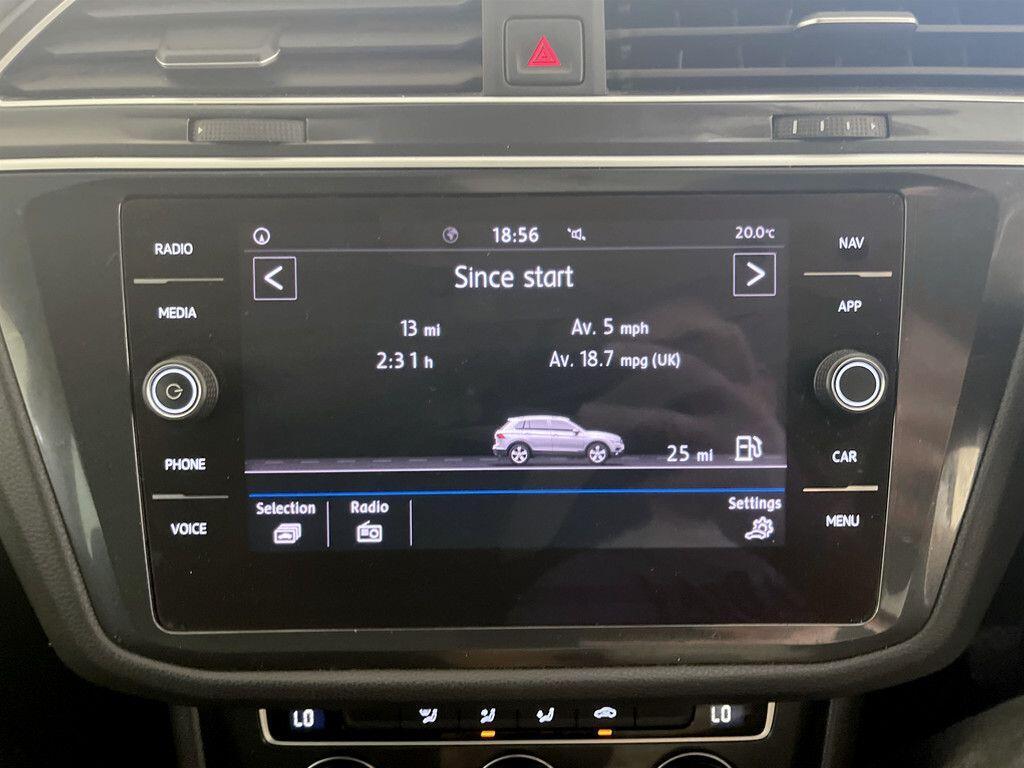 RADIO
MEDIA
PHONE
VOICE
18:56
20.0°C
<
Since start
>
13 mi
Av. 5 mph
2:31 h
Av. 18.7 mpg (UK)
25 mi
Selection
Radio
Settings
NAV
APP
CAR
MENU
LO
LO